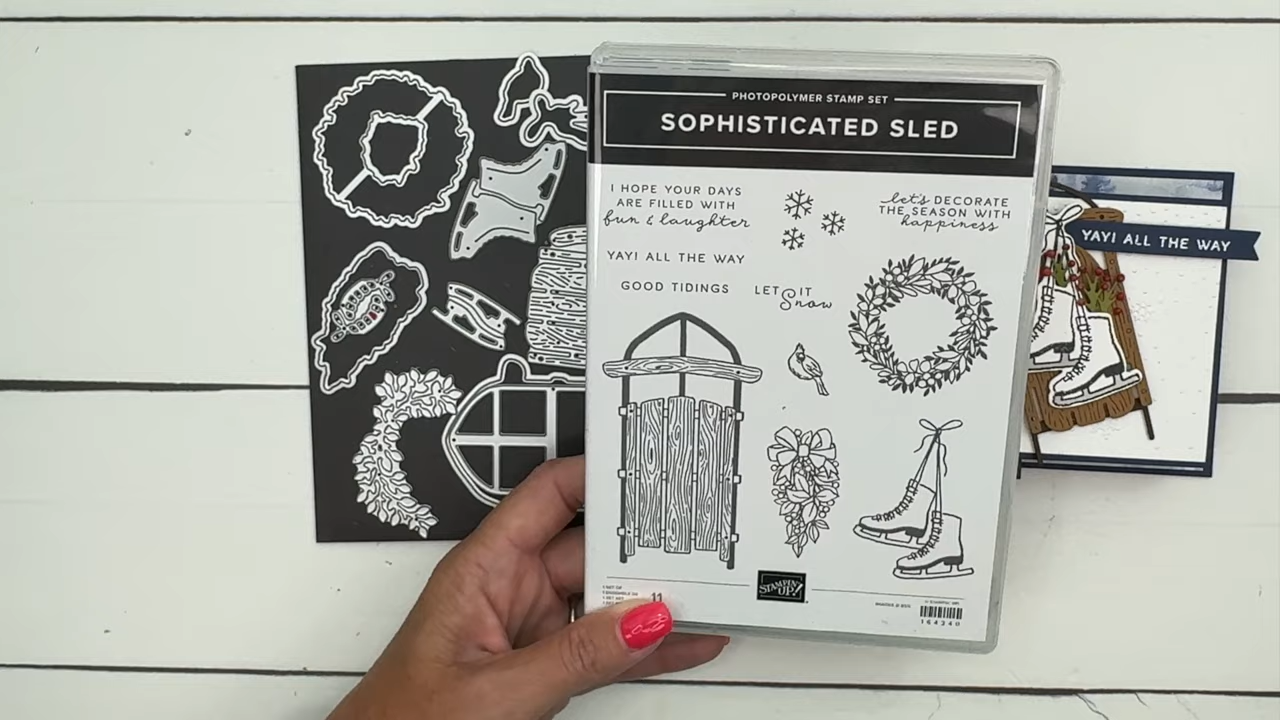 PHOTOPOLYMER STAMP SET
SOPHISTICATED SLED
I HOPE YOUR DAYS
ARE FILLED WITH
fun & laughter
let's DECORATE
THE SEASON WITH
happiness
YAY! ALL THE WAY
GOOD TIDINGS
LET IT
Snow
YAY! ALL THE WAY
STAMPIN' UP!
11
164340